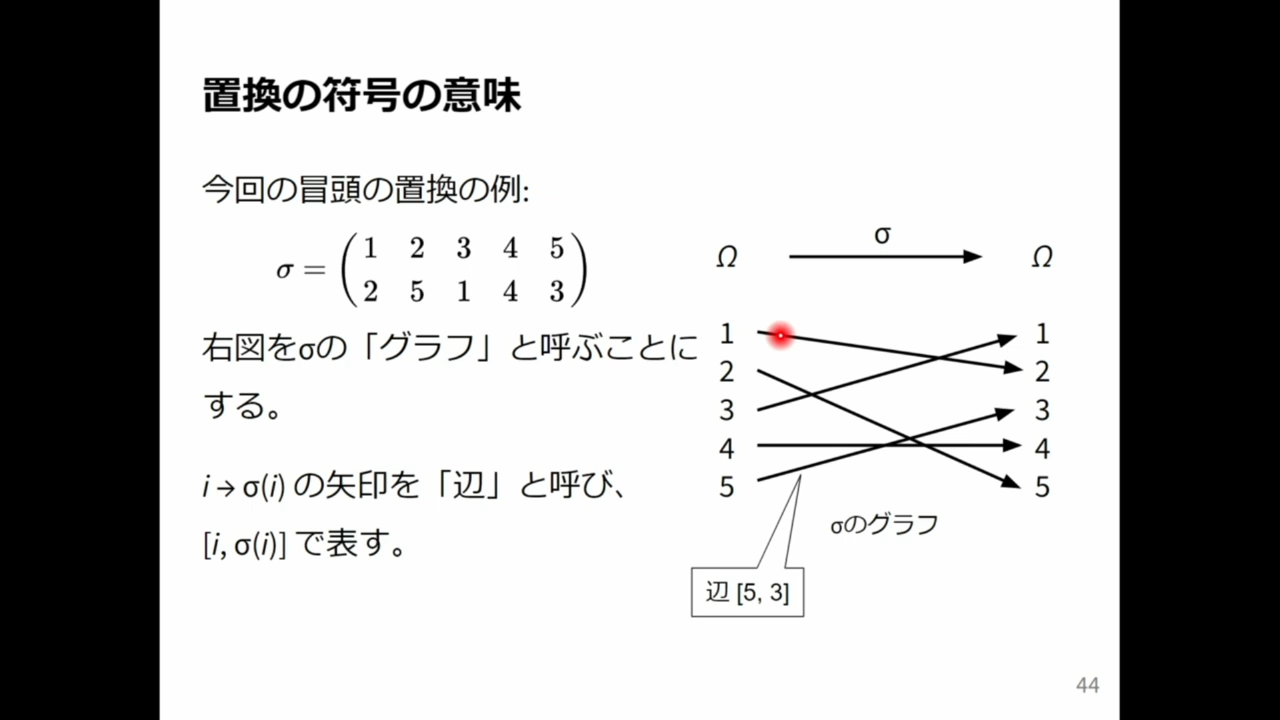 置換の符号の意味
今回の冒頭の置換の例:
σ = (1 2 3 4 5
2 5 1 4 3)
右図をσの「グラフ」と呼ぶことに
する。
i → σ(i) の矢印を「辺」と呼び、
[i, σ(i)] で表す。
σ
Ω Ω
1 1
2 2
3 3
4 4
5 5
σのグラフ
辺 [5, 3]
44